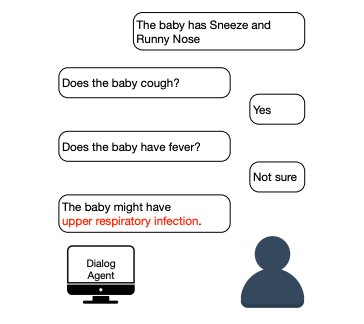 The baby has Sneeze and
Runny Nose
Does the baby cough?
Yes
Does the baby have fever?
Not sure
The baby might have
upper respiratory infection.
Dialog
Agent